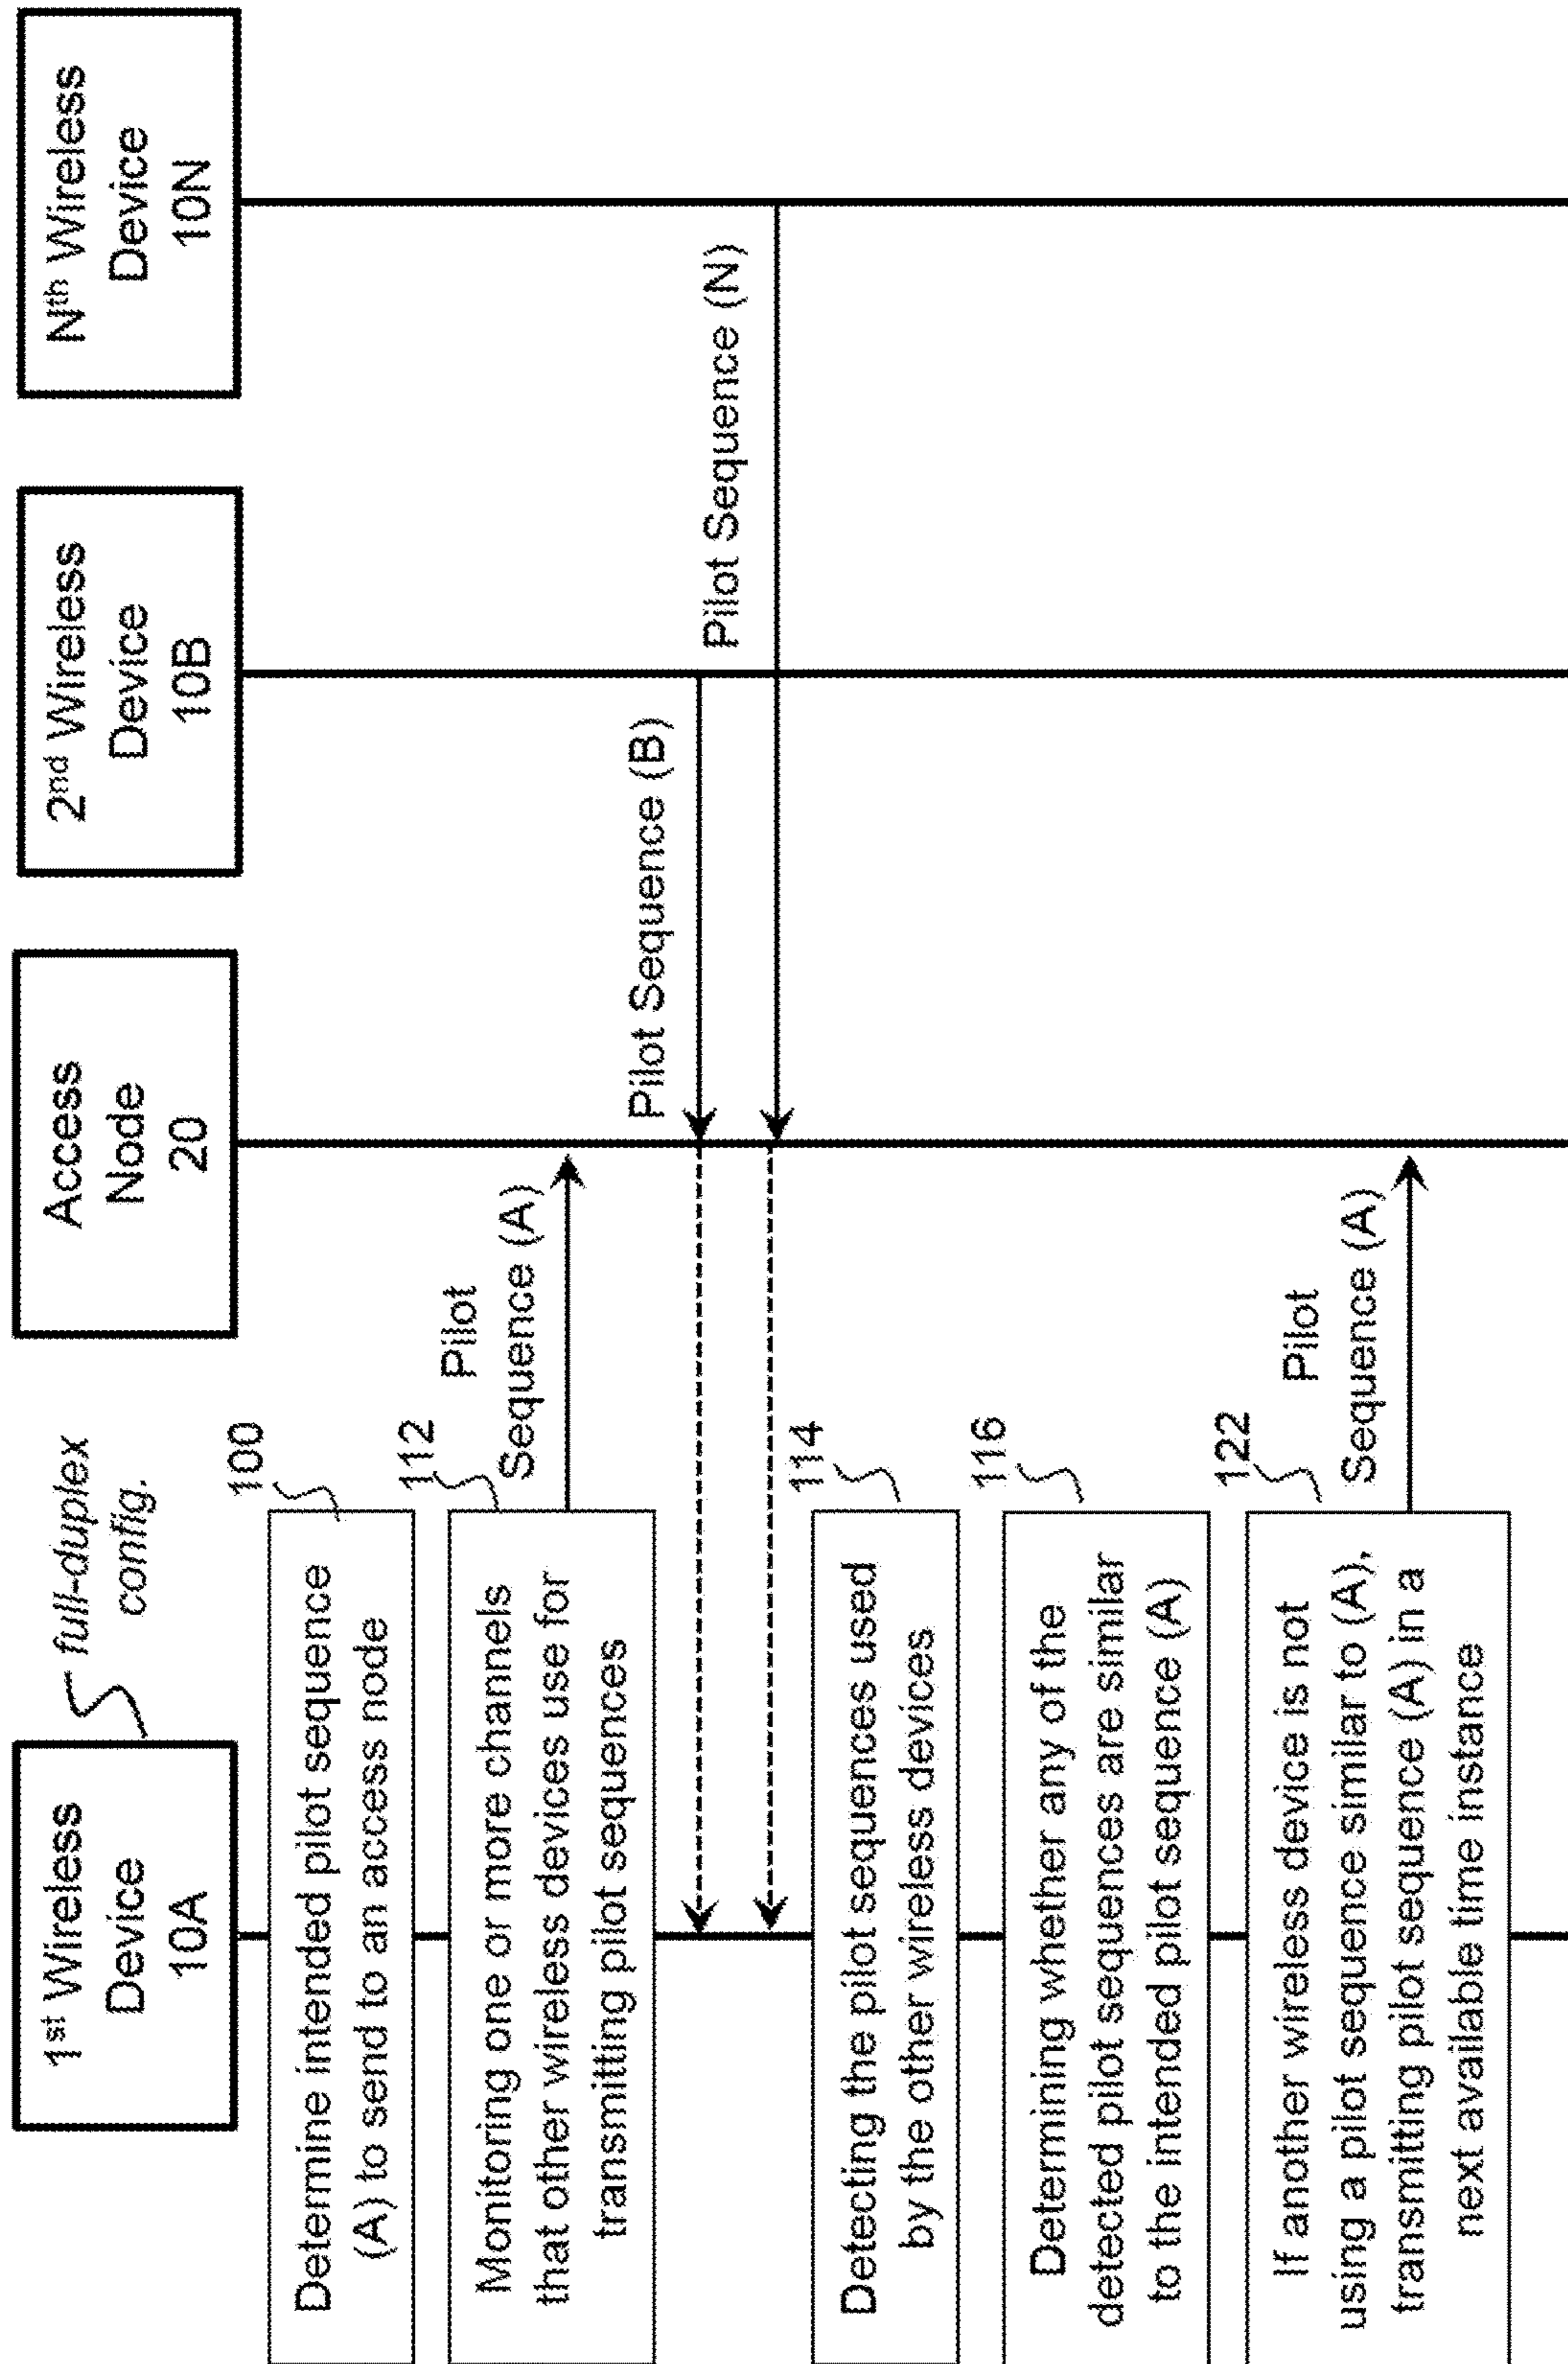 1st Wireless
Device
10A
full-duplex
config.
Access
Node
20
2nd Wireless
Device
10B
Nth Wireless
Device
10N
100
Determine intended pilot sequence
(A) to send to an access node
112
Monitoring one or more channels
that other wireless devices use for
transmitting pilot sequences
Pilot
Sequence (A)
Pilot Sequence (B)
Pilot Sequence (N)
114
Detecting the pilot sequences used
by the other wireless devices
116
Determining whether any of the
detected pilot sequences are similar
to the intended pilot sequence (A)
122
If another wireless device is not
using a pilot sequence similar to (A),
transmitting pilot sequence (A) in a
next available time instance
Pilot
Sequence (A)